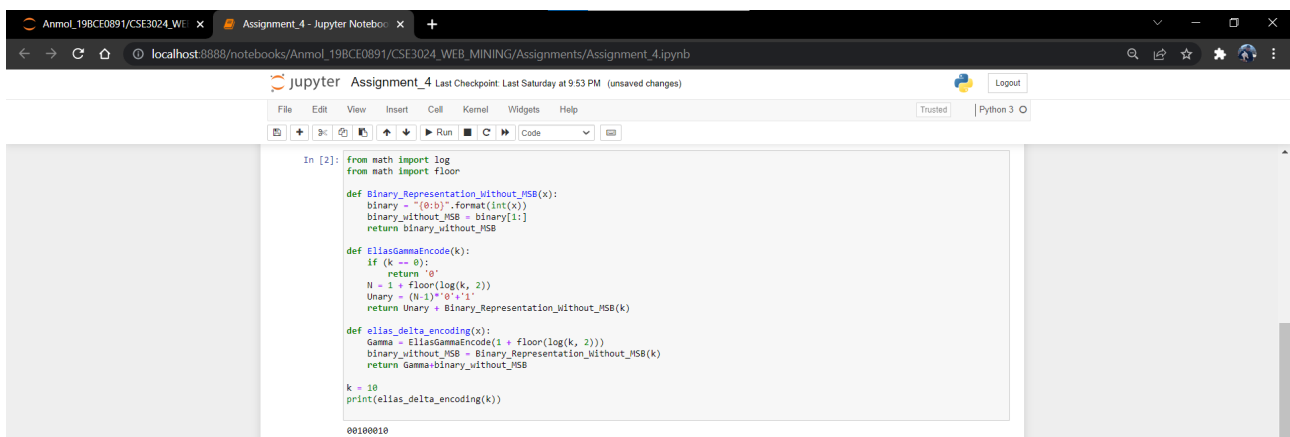 Anmol_19BCE0891/CSE3024_WE
Assignment_4 - Jupyter Noteboo
localhost:8888/notebooks/Anmol_19BCE0891/CSE3024_WEB_MINING/Assignments/Assignment_4.ipynb
jupyter Assignment_4 Last Checkpoint: Last Saturday at 9:53 PM (unsaved changes)
Logout
File Edit View Insert Cell Kernel Widgets Help
Trusted Python 3
Run Code
In [2]: from math import log
from math import floor
def Binary_Representation_Without_MSB(x):
binary = "{0:b}".format(int(x))
binary_without_MSB = binary[1:]
return binary_without_MSB
def EliasGammaEncode(k):
if (k == 0):
return '0'
N = 1 + floor(log(k, 2))
Unary = (N-1)*'0'+'1'
return Unary + Binary_Representation_Without_MSB(k)
def elias_delta_encoding(x):
Gamma = EliasGammaEncode(1 + floor(log(k, 2)))
binary_without_MSB = Binary_Representation_Without_MSB(k)
return Gamma+binary_without_MSB
k = 10
print(elias_delta_encoding(k))
00100010